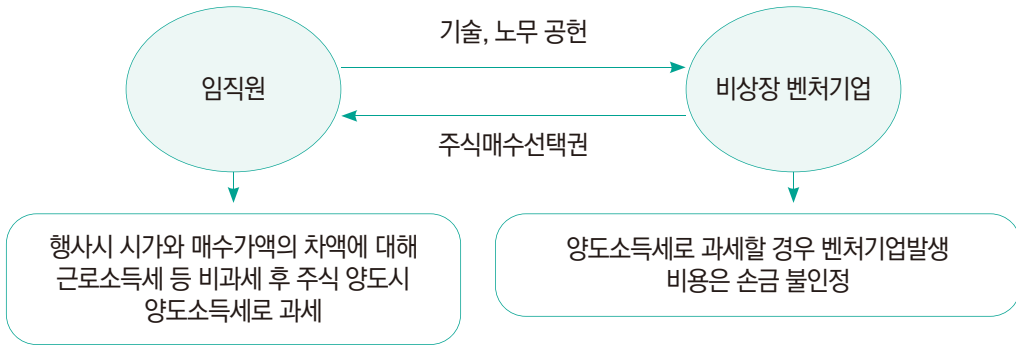 기술, 노무 공헌
임직원
비상장 벤처기업
주식매수선택권
행사시 시가와 매수가액의 차액에 대해
근로소득세 등 비과세 후 주식 양도시
양도소득세로 과세
양도소득세로 과세할 경우 벤처기업발생
비용은 손금 불인정